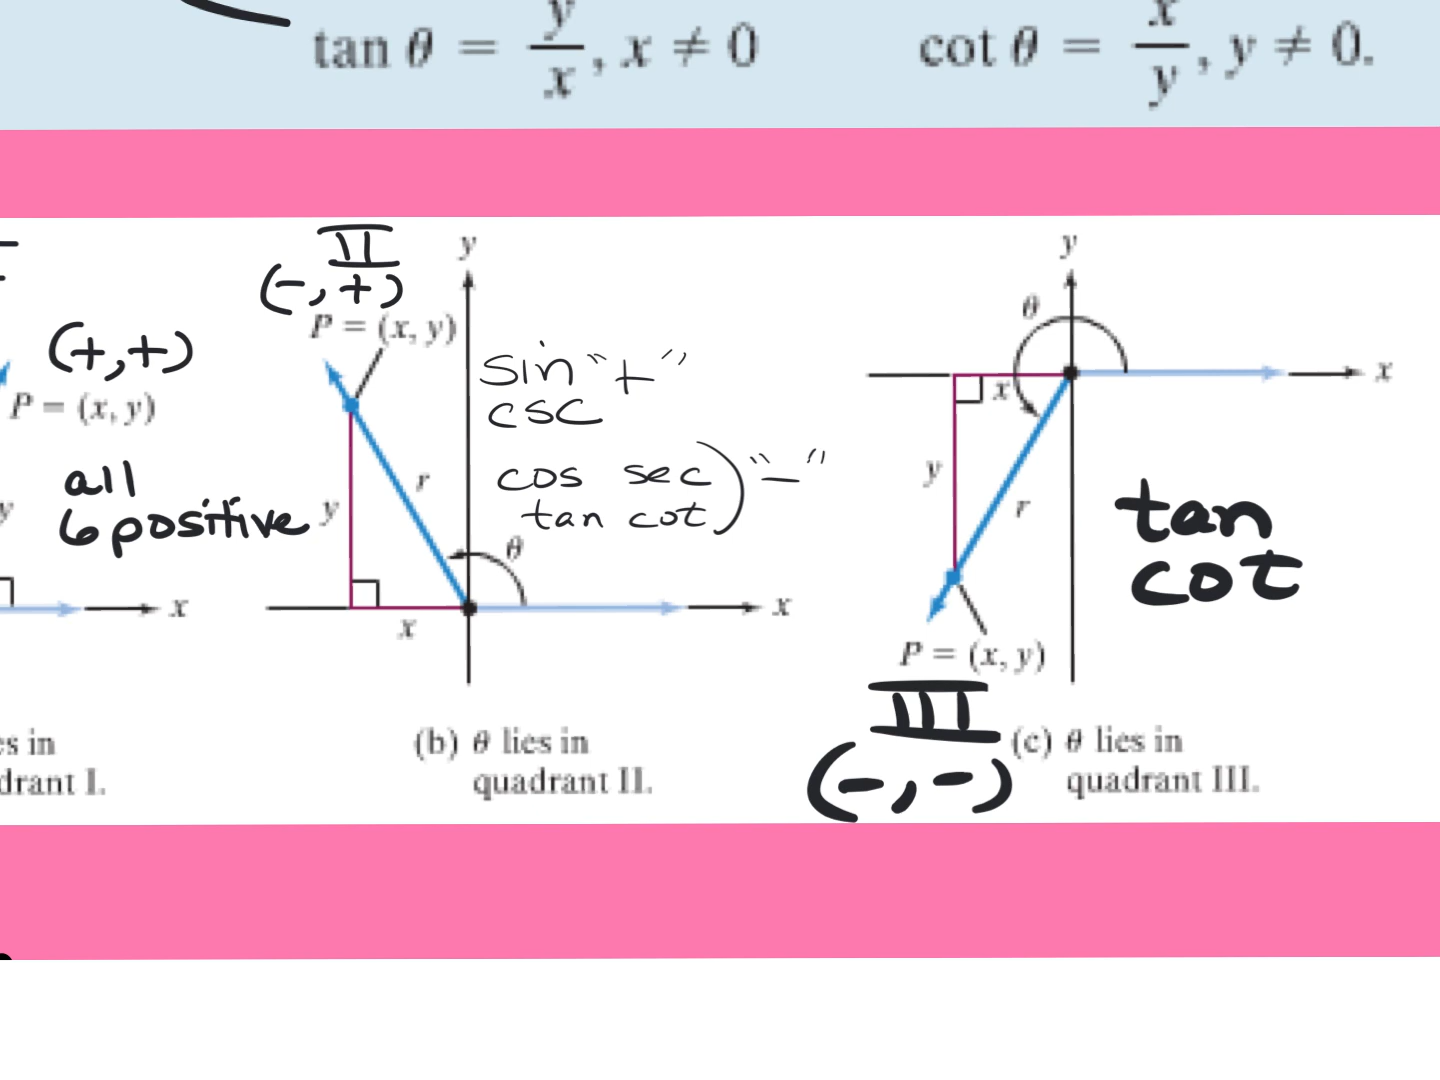 tan θ = y/x, x ≠ 0
cot θ = x/y, y ≠ 0.
(+,+)
P = (x, y)
all
6 positive
y
x
drant I.
II
(-,+)
P = (x, y)
y
sin "+"
csc
cos sec
tan cot) "-"
r
y
θ
x
x
(b) θ lies in
quadrant II.
y
θ
x
x
y
r
tan
cot
P = (x, y)
III
(-,-)
(c) θ lies in
quadrant III.